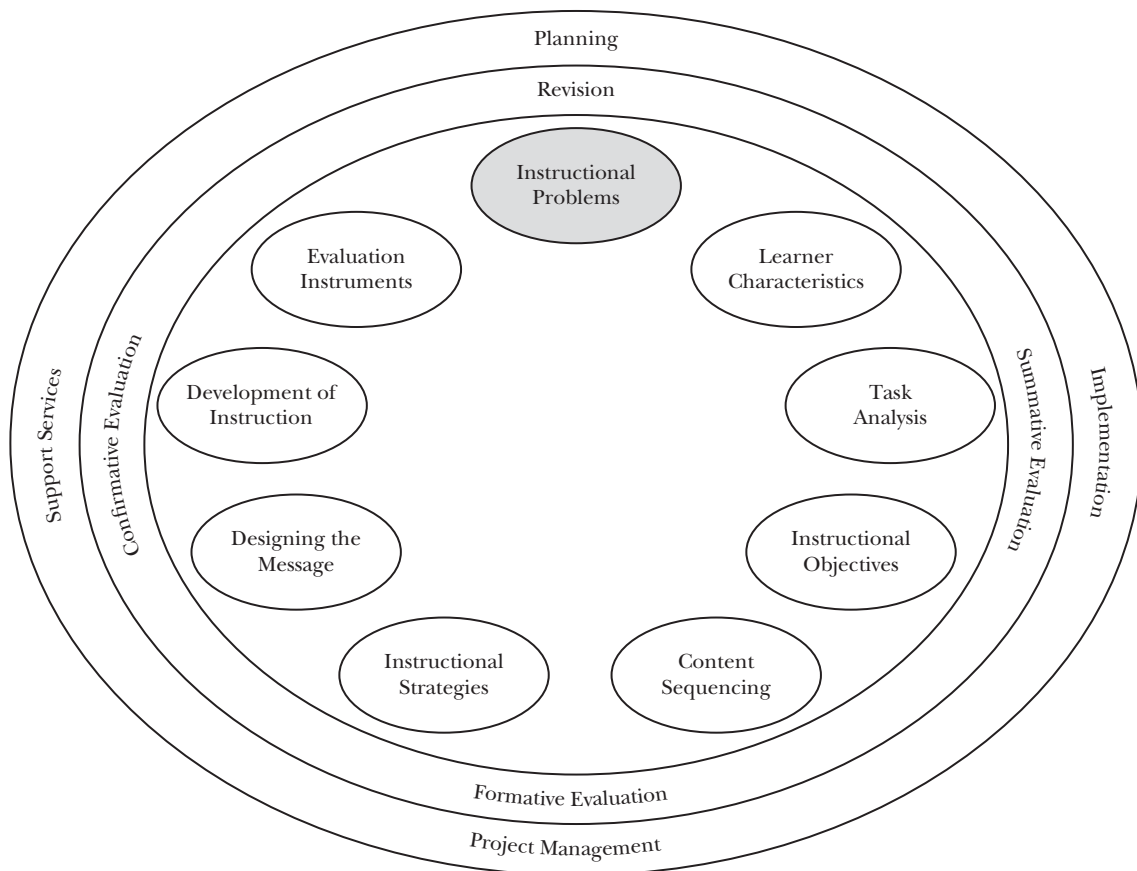 Planning
Revision
Instructional
Problems
Evaluation
Instruments
Learner
Characteristics
Development of
Instruction
Task
Analysis
Support Services
Confirmative Evaluation
Summative Evaluation
Implementation
Designing the
Message
Instructional
Objectives
Instructional
Strategies
Content
Sequencing
Formative Evaluation
Project Management